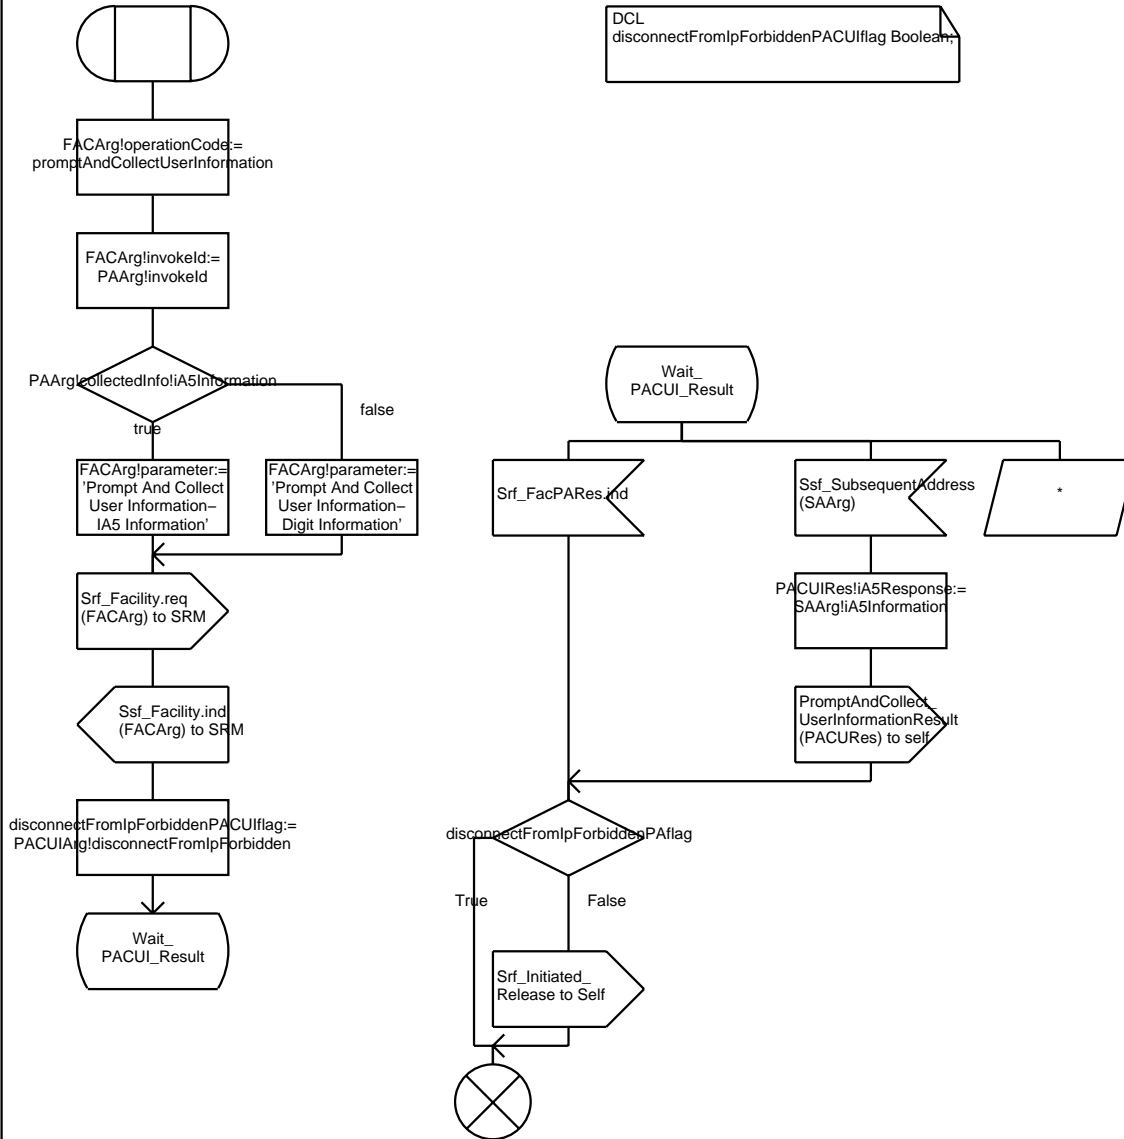 DCL
disconnectFromIpForbiddenPACUIflag Boolean;
FACArg!operationCode:=
promptAndCollectUserInformation
FACArg!invokeId:=
PAArg!invokeId
PAArg!collectedInfo!iA5Information
true
false
FACArg!parameter:=
'Prompt And Collect
User Information–
IA5 Information'
FACArg!parameter:=
'Prompt And Collect
User Information–
Digit Information'
Srf_Facility.req
(FACArg) to SRM
Ssf_Facility.ind
(FACArg) to SRM
disconnectFromIpForbiddenPACUIflag:=
PACUIArg!disconnectFromIpForbidden
Wait_
PACUI_Result
Wait_
PACUI_Result
Srf_FacPARes.ind
Ssf_SubsequentAddress
(SAArg)
*
PACUIRes!iA5Response:=
SAArg!iA5Information
PromptAndCollect_
UserInformationResult
(PACURes) to self
disconnectFromIpForbiddenPAflag
True
False
Srf_Initiated_
Release to Self